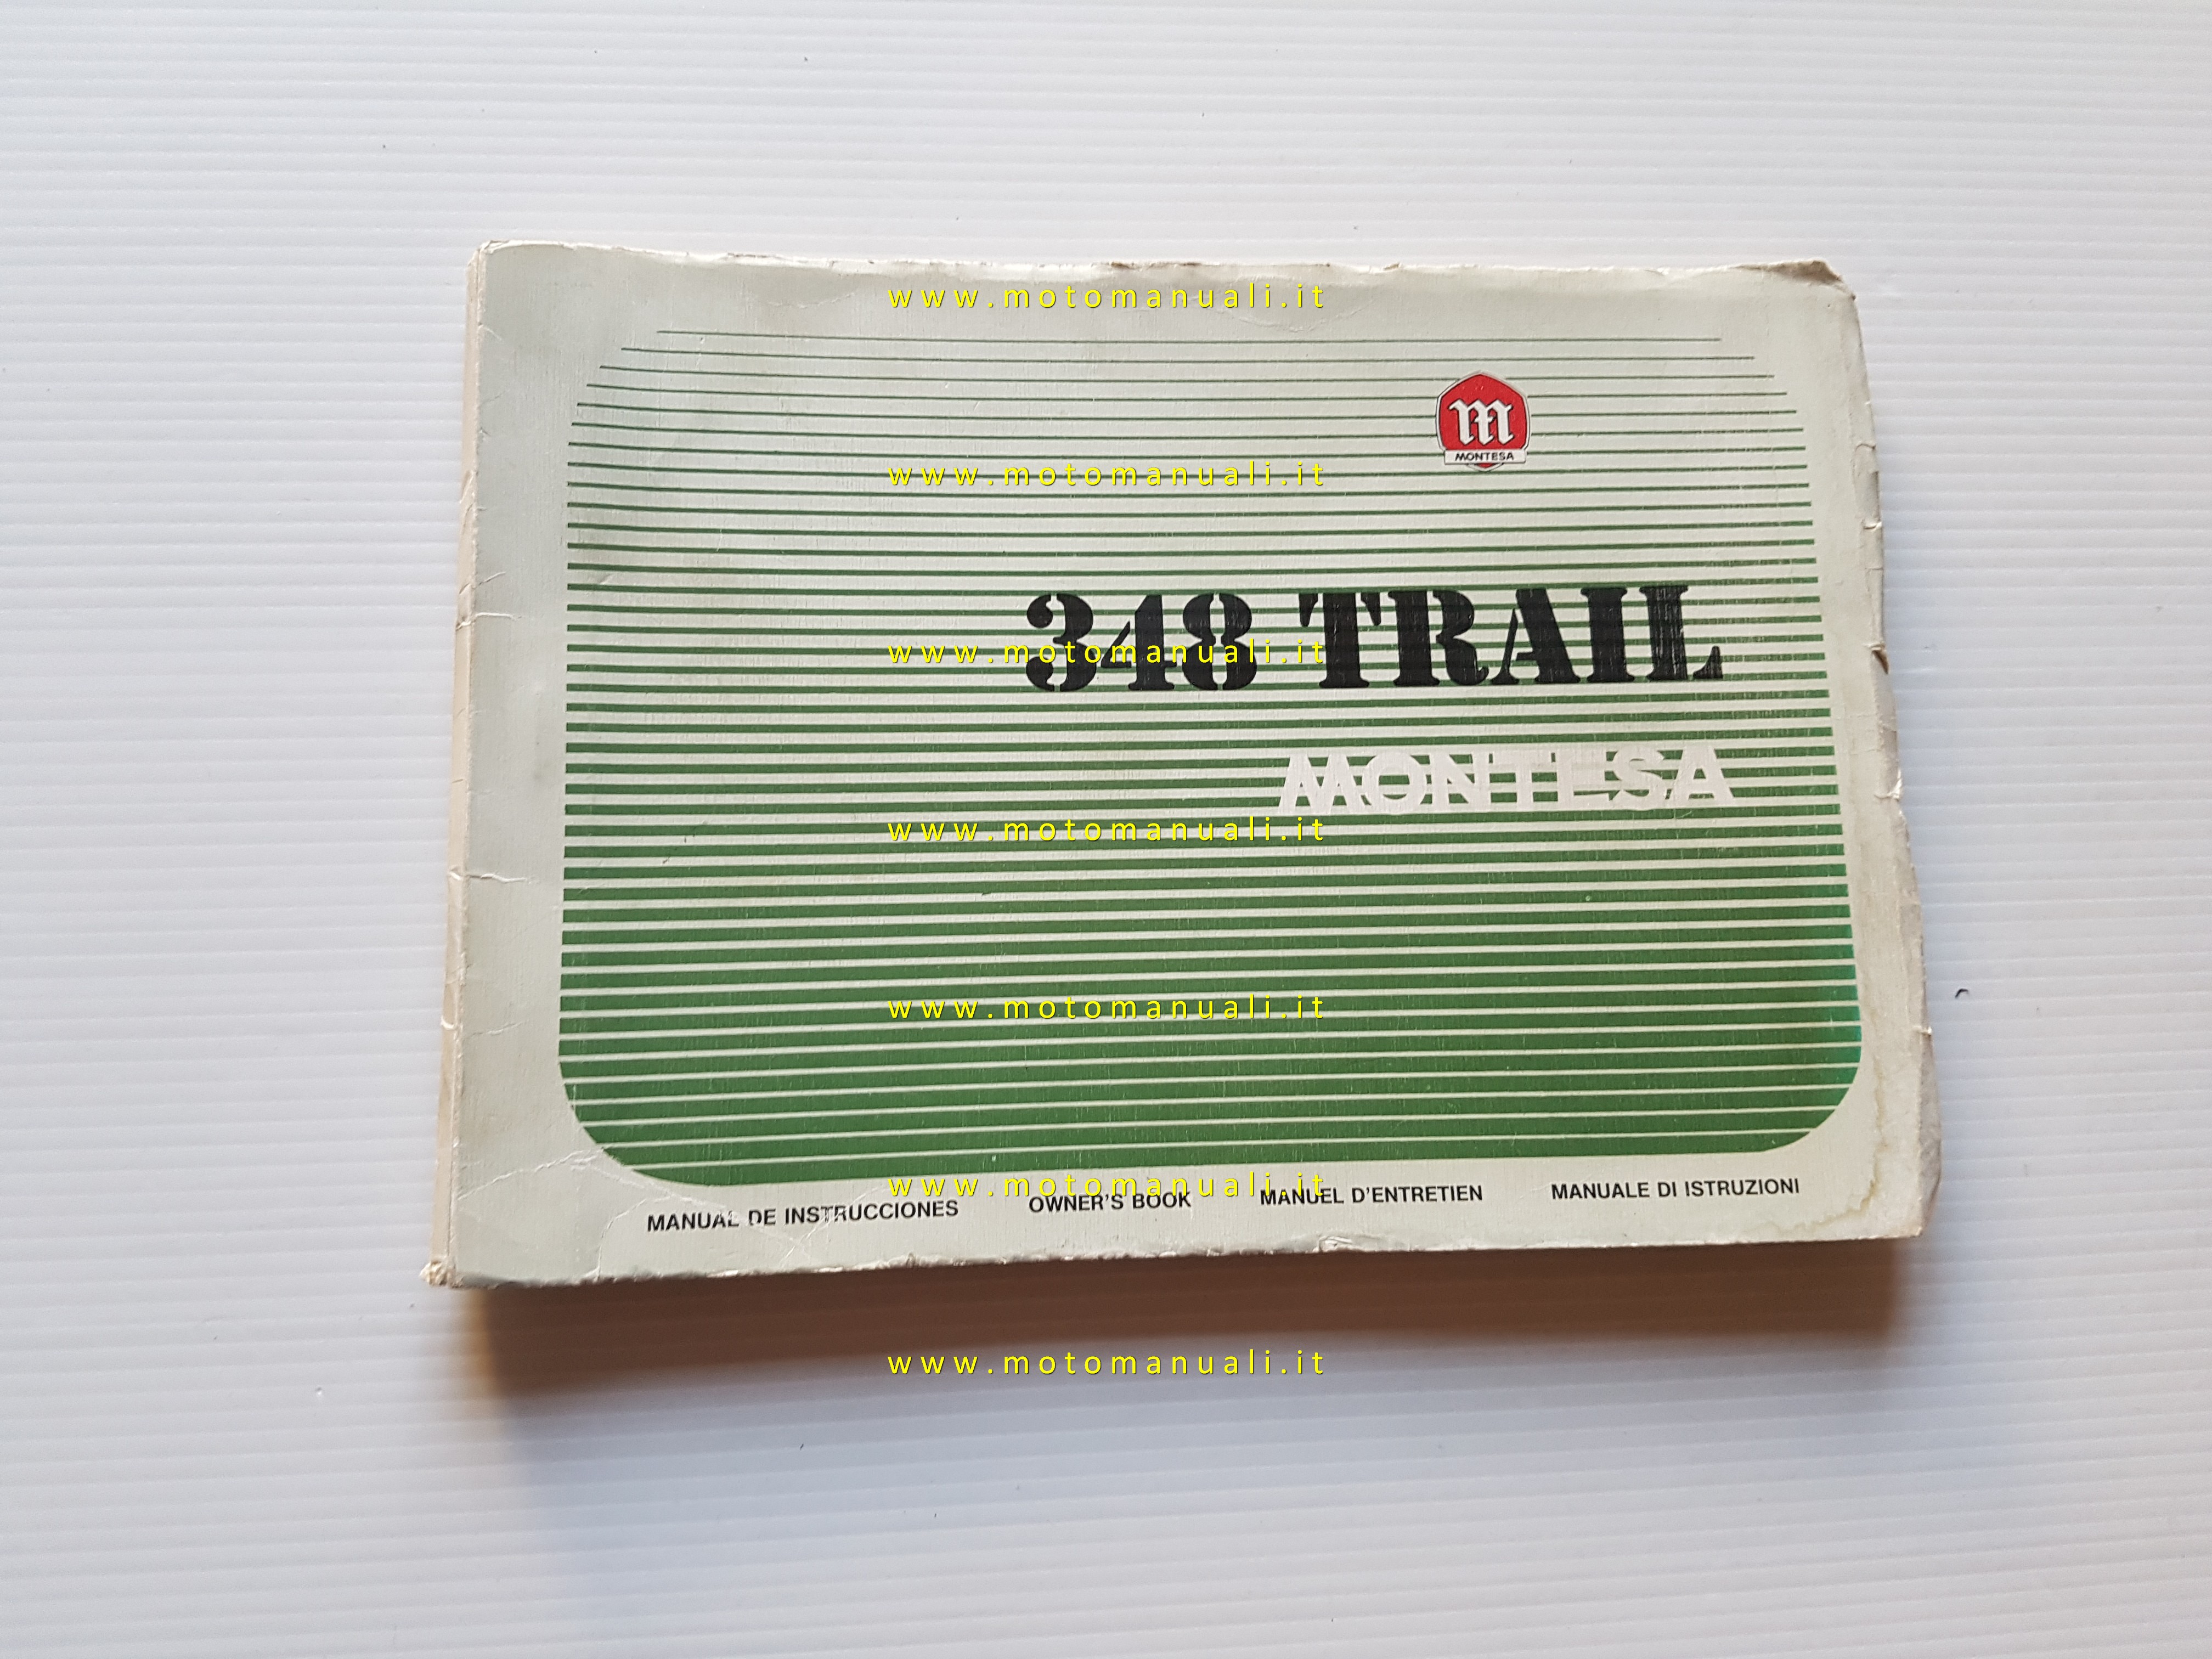 www.motomanuali.it
m
MONTESA
www.motomanuali.it
348 TRAIL
www.motomanuali.it
MONTESA
www.motomanuali.it
www.motomanuali.it
www.motomanuali.it
MANUAL DE INSTRUCCIONES OWNER'S BOOK MANUEL D'ENTRETIEN MANUALE DI ISTRUZIONI
www.motomanuali.it